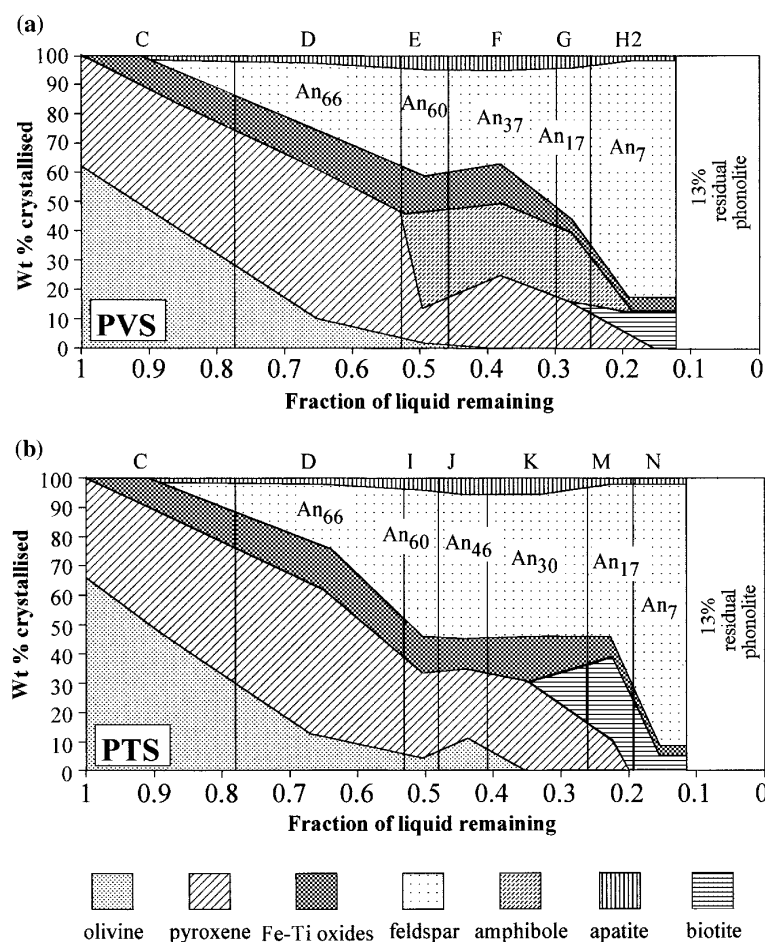 (a)
C D E F G H2
100
90
80
70
60
50
40
30
20
10
0
Wt % crystallised
An66
An60
An37
An17
An7
13%
residual
phonolite
PVS
1 0.9 0.8 0.7 0.6 0.5 0.4 0.3 0.2 0.1 0
Fraction of liquid remaining
(b)
C D I J K M N
100
90
80
70
60
50
40
30
20
10
0
Wt % crystallised
An66
An60
An46
An30
An17
An7
13%
residual
phonolite
PTS
1 0.9 0.8 0.7 0.6 0.5 0.4 0.3 0.2 0.1 0
Fraction of liquid remaining
olivine pyroxene Fe-Ti oxides feldspar amphibole apatite biotite